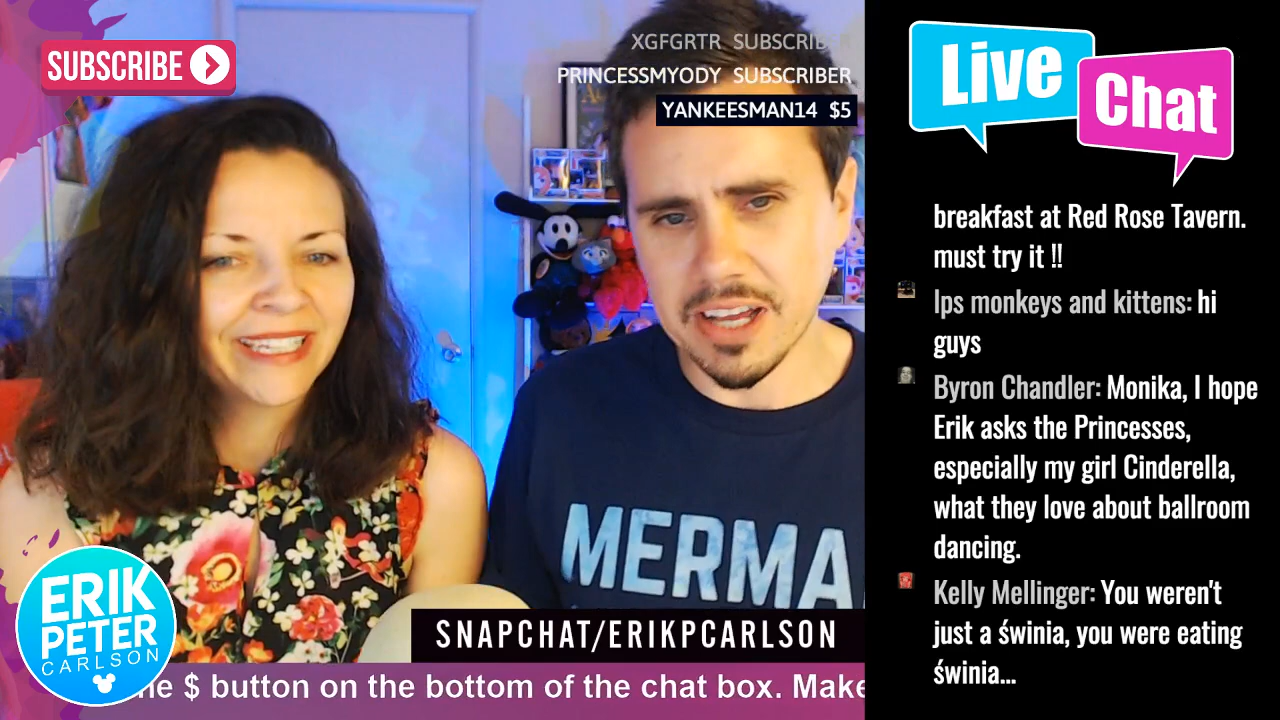 SUBSCRIBE
XGFGRTR SUBSCRIBER
PRINCESSMYODY SUBSCRIBER
YANKEESMAN14 $5
Live
Chat
breakfast at Red Rose Tavern.
must try it !!
lps monkeys and kittens: hi
guys
Byron Chandler: Monika, I hope
Erik asks the Princesses,
especially my girl Cinderella,
what they love about ballroom
dancing.
Kelly Mellinger: You weren't
just a świnia, you were eating
świnia...
MERMA
SNAPCHAT/ERIKPCARLSON
ERIK
PETER
CARLSON
he $ button on the bottom of the chat box. Make